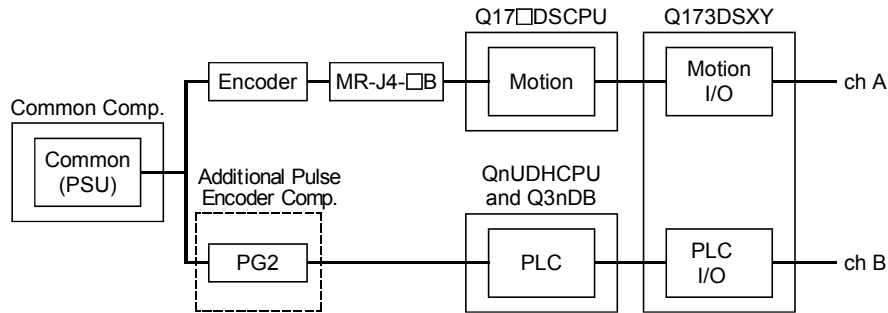 Q17□DSCPU
Q173DSXY
Encoder
MR-J4-□B
Motion
Motion
I/O
ch A
Common Comp.
Common
(PSU)
Additional Pulse
Encoder Comp.
QnUDHCPU
and Q3nDB
PG2
PLC
PLC
I/O
ch B